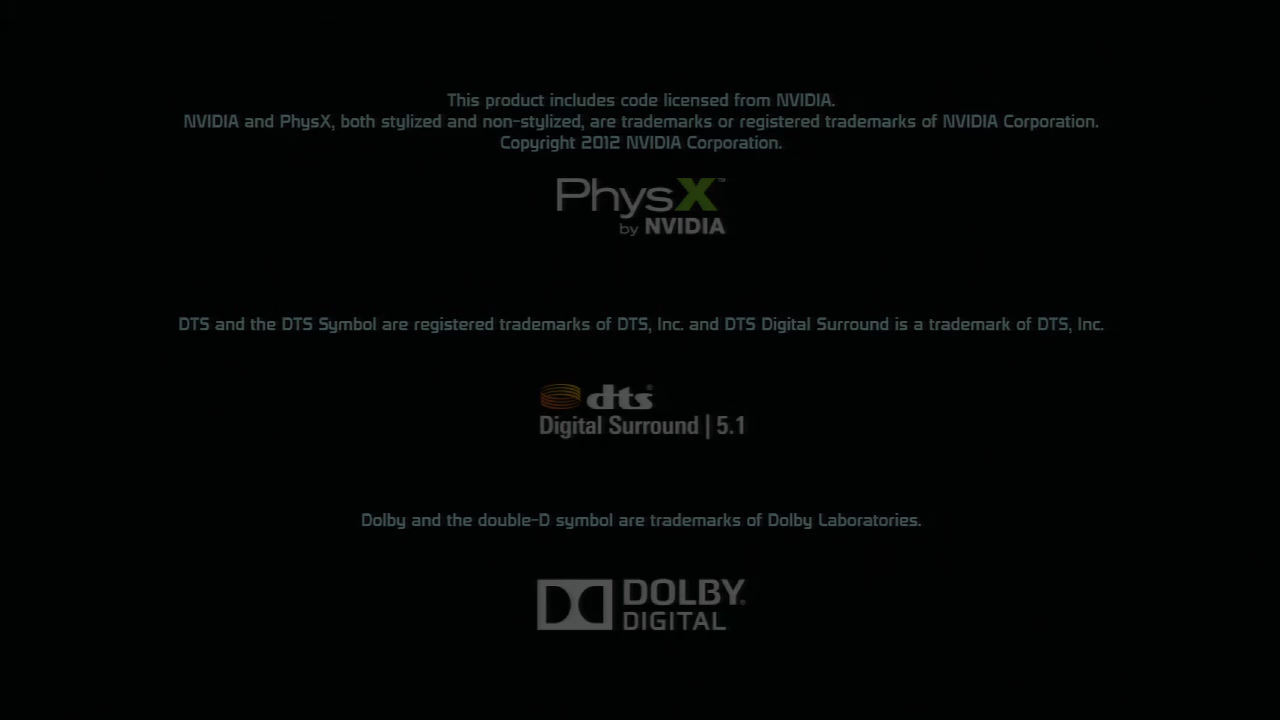 This product includes code licensed from NVIDIA.
NVIDIA and PhysX, both stylized and non-stylized, are trademarks or registered trademarks of NVIDIA Corporation.
Copyright 2012 NVIDIA Corporation.
PhysX™
by NVIDIA
DTS and the DTS Symbol are registered trademarks of DTS, Inc. and DTS Digital Surround is a trademark of DTS, Inc.
dts®
Digital Surround | 5.1
Dolby and the double-D symbol are trademarks of Dolby Laboratories.
DOLBY®
DIGITAL